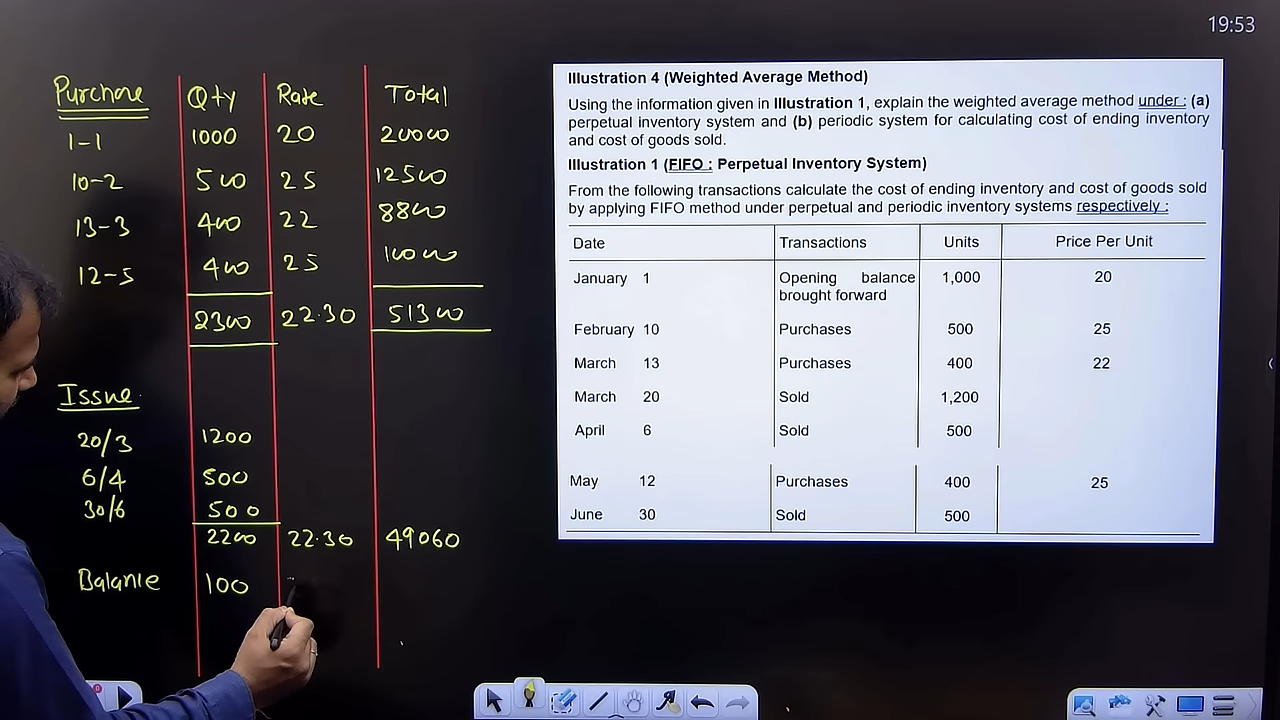 19:53
Purchase Qty Rate Total
1-1 1000 20 20000
10-2 500 25 12500
13-3 400 22 8800
12-5 400 25 10000
2300 22.30 51300
Issue
20/3 1200
6/4 500
30/6 500
2200 22.30 49060
Balance 100
Illustration 4 (Weighted Average Method)
Using the information given in Illustration 1, explain the weighted average method under : (a)
perpetual inventory system and (b) periodic system for calculating cost of ending inventory
and cost of goods sold.
Illustration 1 (FIFO : Perpetual Inventory System)
From the following transactions calculate the cost of ending inventory and cost of goods sold
by applying FIFO method under perpetual and periodic inventory systems respectively :
Date Transactions Units Price Per Unit
January 1 Opening balance 1,000 20
brought forward
February 10 Purchases 500 25
March 13 Purchases 400 22
March 20 Sold 1,200
April 6 Sold 500
May 12 Purchases 400 25
June 30 Sold 500